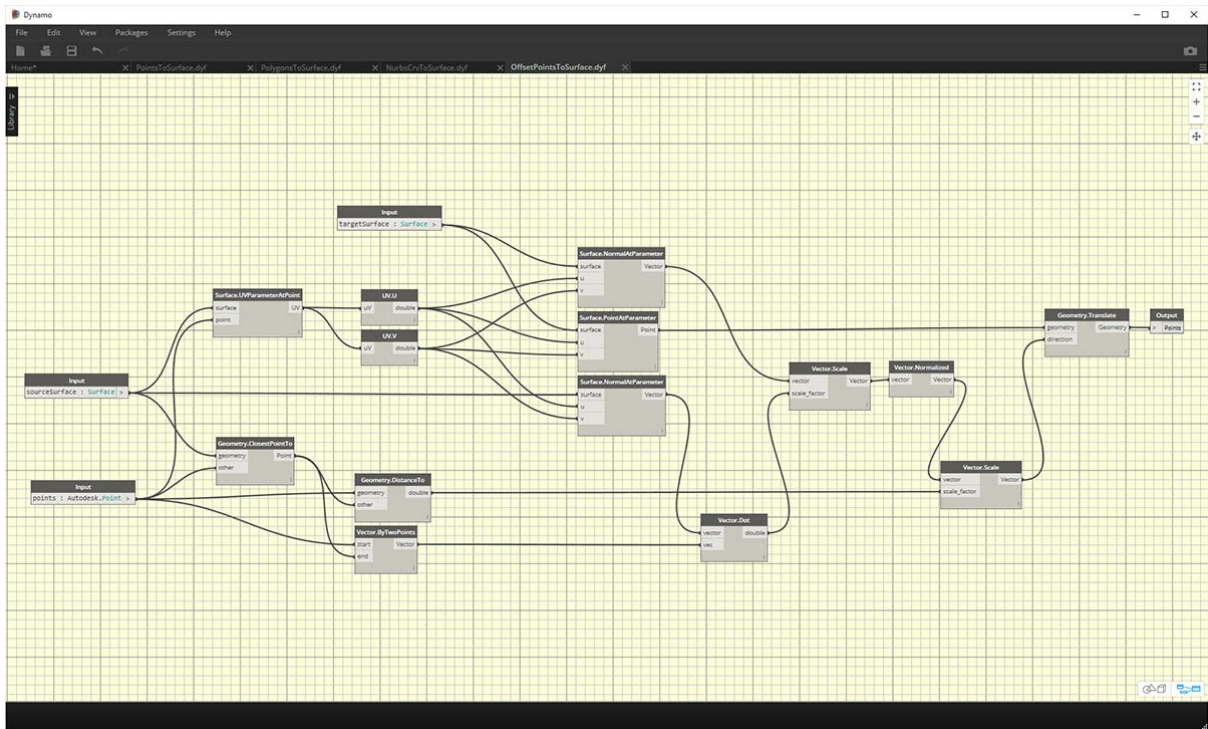 Dynamo
File Edit View Packages Settings Help
Home* PointsToSurface.dyf PolygonsToSurface.dyf NurbsCrvToSurface.dyf OffsetPointsToSurface.dyf
Library
Input
targetSurface : Surface >
Surface.NormalAtParameter
surface Vector
u
v
Surface.UVParameterAtPoint
surface UV
point
UV.U
uV double
UV.V
uV double
Surface.PointAtParameter
surface Point
u
v
Geometry.Translate
geometry Geometry
direction
Output
> Points
Input
sourceSurface : Surface >
Surface.NormalAtParameter
surface Vector
u
v
Vector.Scale
vector Vector
scale_factor
Vector.Normalized
vector Vector
Geometry.ClosestPointTo
geometry Point
other
Input
points : Autodesk.Point >
Geometry.DistanceTo
geometry double
other
Vector.Scale
vector Vector
scale_factor
Vector.ByTwoPoints
start Vector
end
Vector.Dot
vector double
vec